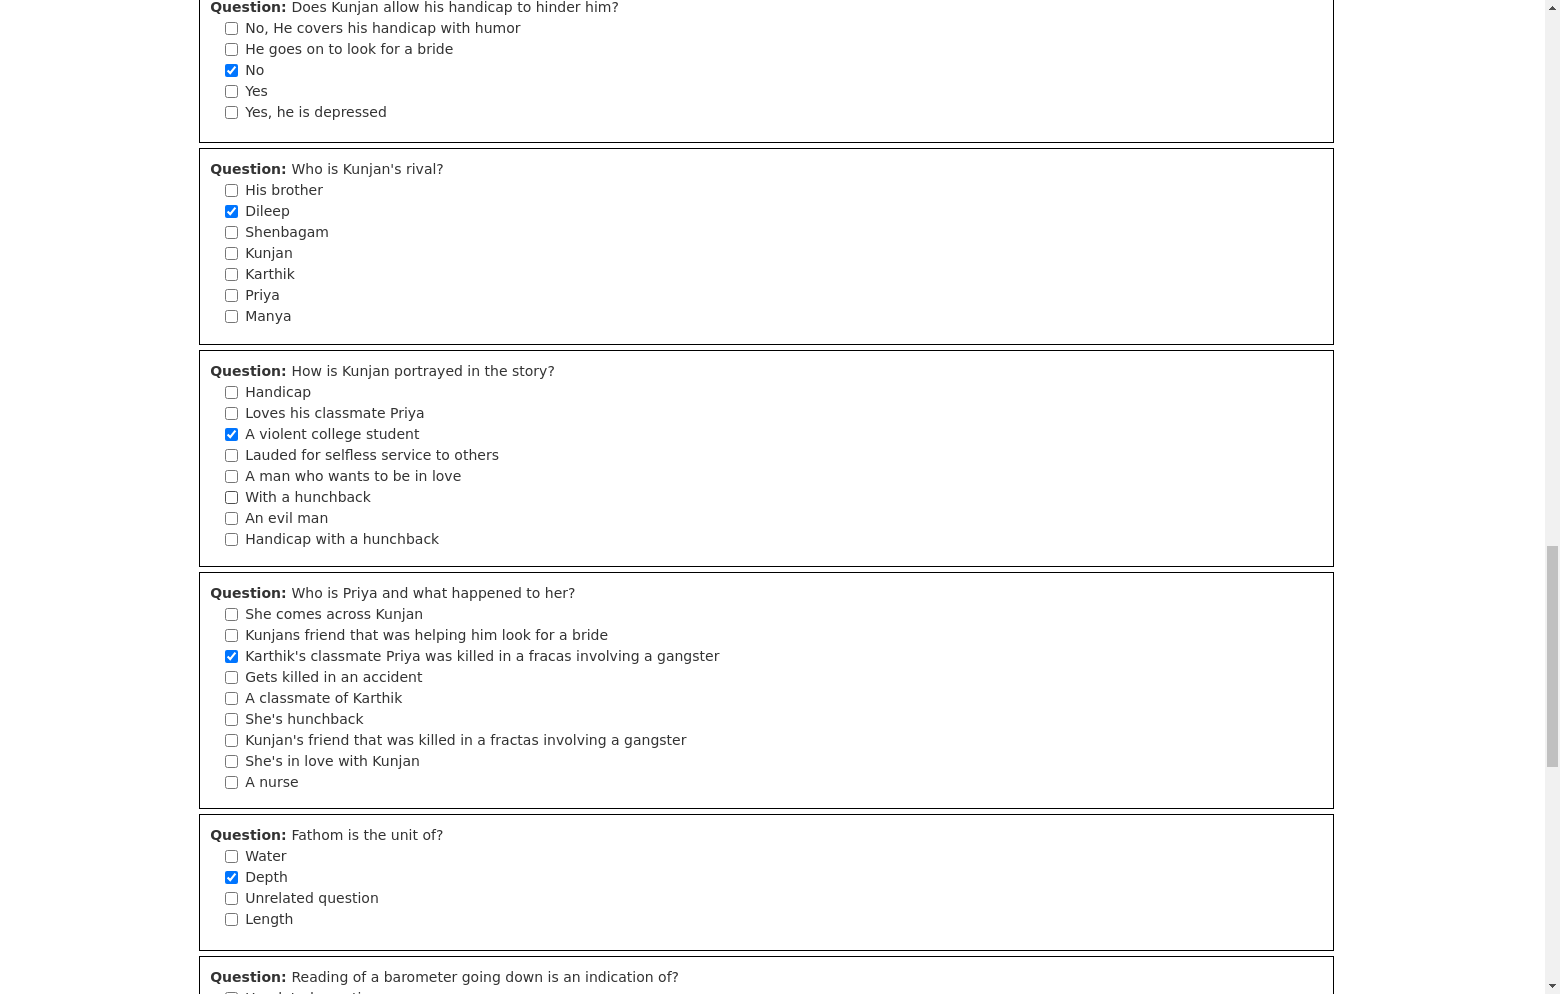 Question: Does Kunjan allow his handicap to hinder him?
No, He covers his handicap with humor
He goes on to look for a bride
No
Yes
Yes, he is depressed
Question: Who is Kunjan's rival?
His brother
Dileep
Shenbagam
Kunjan
Karthik
Priya
Manya
Question: How is Kunjan portrayed in the story?
Handicap
Loves his classmate Priya
A violent college student
Lauded for selfless service to others
A man who wants to be in love
With a hunchback
An evil man
Handicap with a hunchback
Question: Who is Priya and what happened to her?
She comes across Kunjan
Kunjans friend that was helping him look for a bride
Karthik's classmate Priya was killed in a fracas involving a gangster
Gets killed in an accident
A classmate of Karthik
She's hunchback
Kunjan's friend that was killed in a fractas involving a gangster
She's in love with Kunjan
A nurse
Question: Fathom is the unit of?
Water
Depth
Unrelated question
Length
Question: Reading of a barometer going down is an indication of?